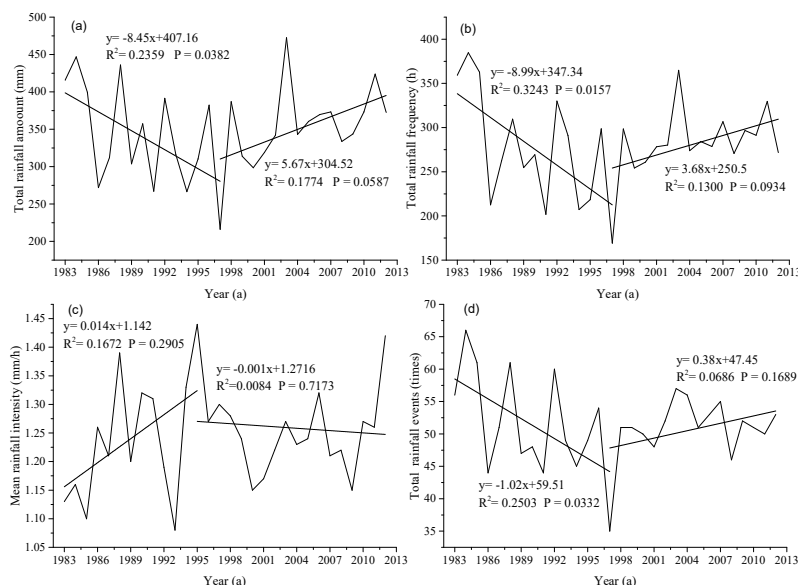 (a)
y= -8.45x+407.16
R²= 0.2359 P = 0.0382
5.67x+304.52
R²= 0.1774 P = 0.0587
Total rainfall amoount (mm)
500
450
400
350
300
250
200
1983 1986 1989 1992 1995 1998 2001 2004 2007 2010 2013
Year (a)
(b)
y= -8.99x+347.34
R²= 0.3243 P = 0.0157
3.68x+250.5
R²= 0.1300 P = 0.0934
Total rainfall frequency (h)
400
350
300
250
200
150
1983 1986 1989 1992 1995 1998 2001 2004 2007 2010 2013
Year (a)
(c)
y= 0.014x+1.142
R²= 0.1672 P = 0.2905
y= -0.001x+1.2716
R²=0.0084 P = 0.7173
Mean rainfall intensity (mm/h)
1.45
1.40
1.35
1.30
1.25
1.20
1.15
1.10
1.05
1983 1986 1989 1992 1995 1998 2001 2004 2007 2010 2013
Year (a)
(d)
0.38x+47.45
R²= 0.0686 P = 0.1689
y= -1.02x+59.51
R²= 0.2503 P = 0.0332
Total rainfall events (times)
70
65
60
55
50
45
40
35
1983 1986 1989 1992 1995 1998 2001 2004 2007 2010 2013
Year (a)